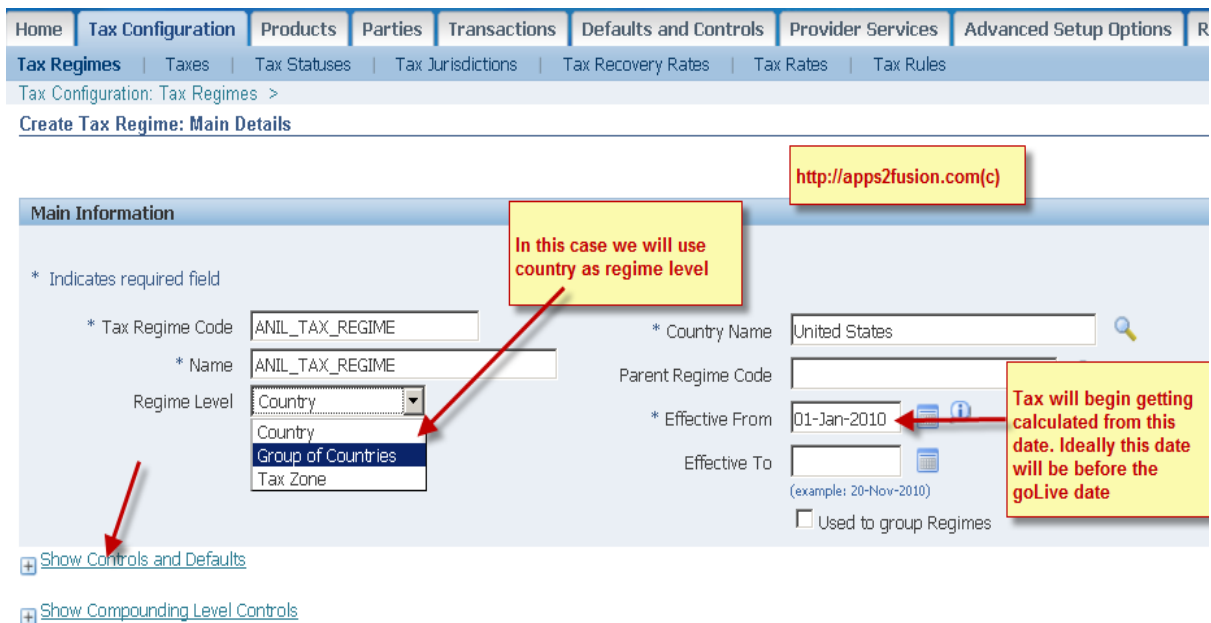 Home Tax Configuration Products Parties Transactions Defaults and Controls Provider Services Advanced Setup Options R
Tax Regimes | Taxes | Tax Statuses | Tax Jurisdictions | Tax Recovery Rates | Tax Rates | Tax Rules
Tax Configuration: Tax Regimes >
Create Tax Regime: Main Details
http://apps2fusion.com(c)
Main Information
In this case we will use
country as regime level
* Indicates required field
* Tax Regime Code ANIL_TAX_REGIME
* Name ANIL_TAX_REGIME
Regime Level Country
Country
Group of Countries
Tax Zone
* Country Name United States
Parent Regime Code
* Effective From 01-Jan-2010
Effective To
(example: 20-Nov-2010)
Used to group Regimes
Tax will begin getting
calculated from this
date. Ideally this date
will be before the
goLive date
Show Controls and Defaults
Show Compounding Level Controls